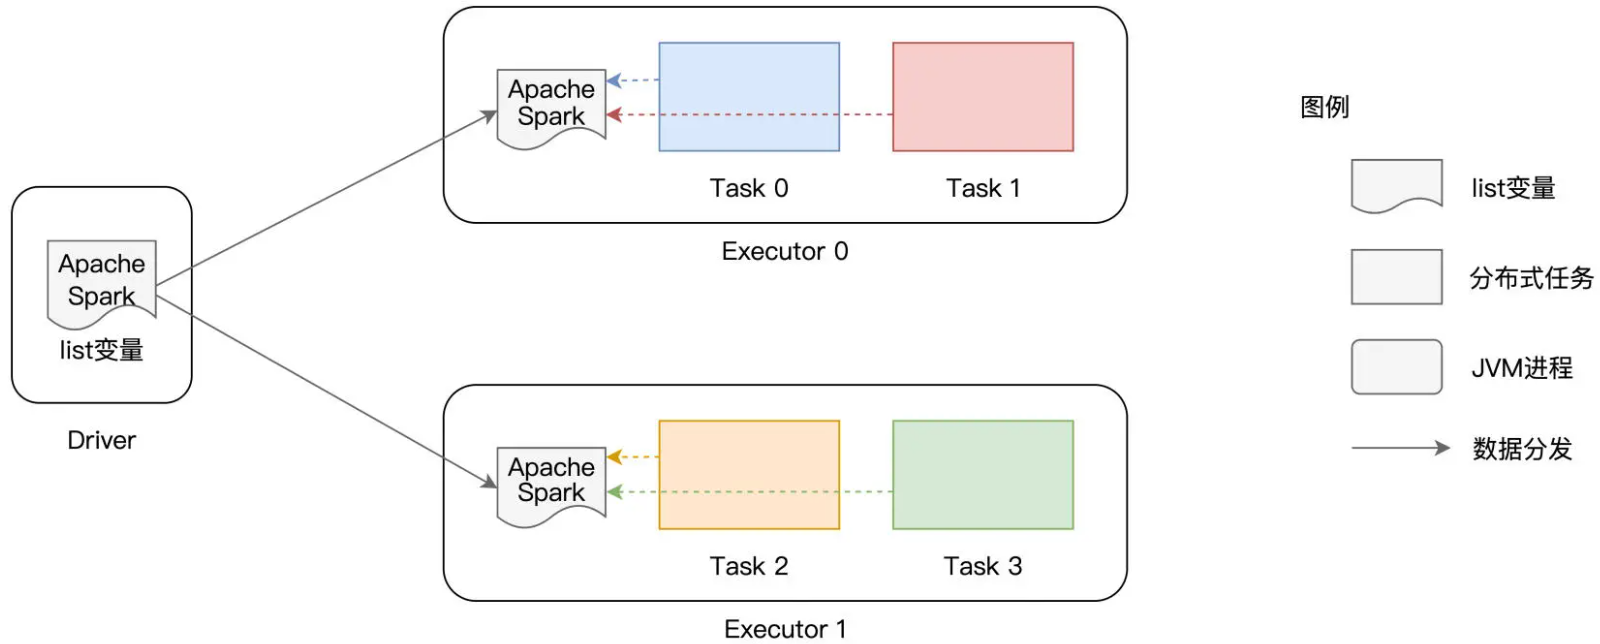 Apache
Spark
Task 0
Task 1
Executor 0
Apache
Spark
list变量
Driver
Apache
Spark
Task 2
Task 3
Executor 1
图例
list变量
分布式任务
JVM进程
数据分发